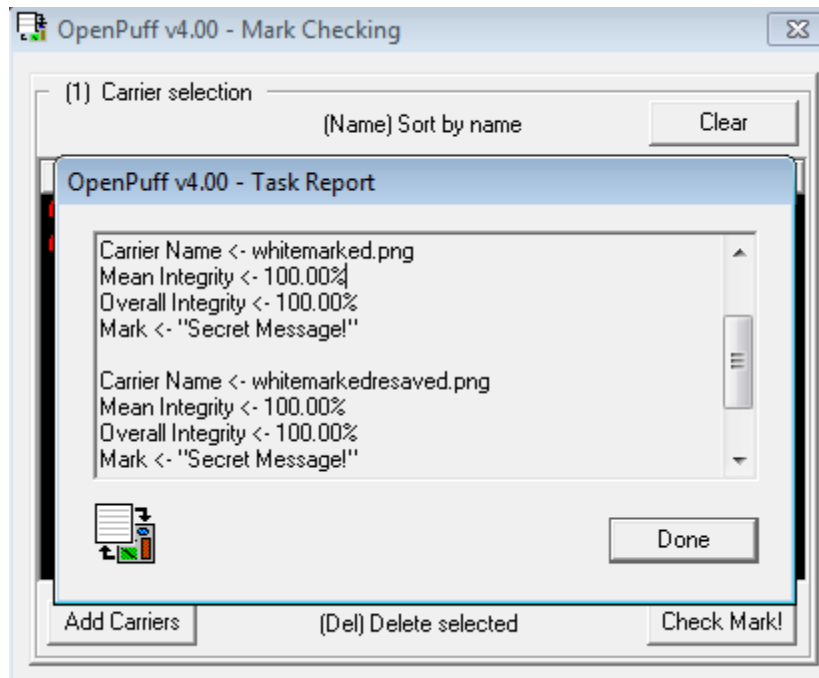 OpenPuff v4.00 - Mark Checking
(1) Carrier selection
(Name) Sort by name
Clear
OpenPuff v4.00 - Task Report
Carrier Name <- whitemarked.png
Mean Integrity <- 100.00%
Overall Integrity <- 100.00%
Mark <- "Secret Message!"
Carrier Name <- whitemarkedresaved.png
Mean Integrity <- 100.00%
Overall Integrity <- 100.00%
Mark <- "Secret Message!"
Done
Add Carriers
(Del) Delete selected
Check Mark!